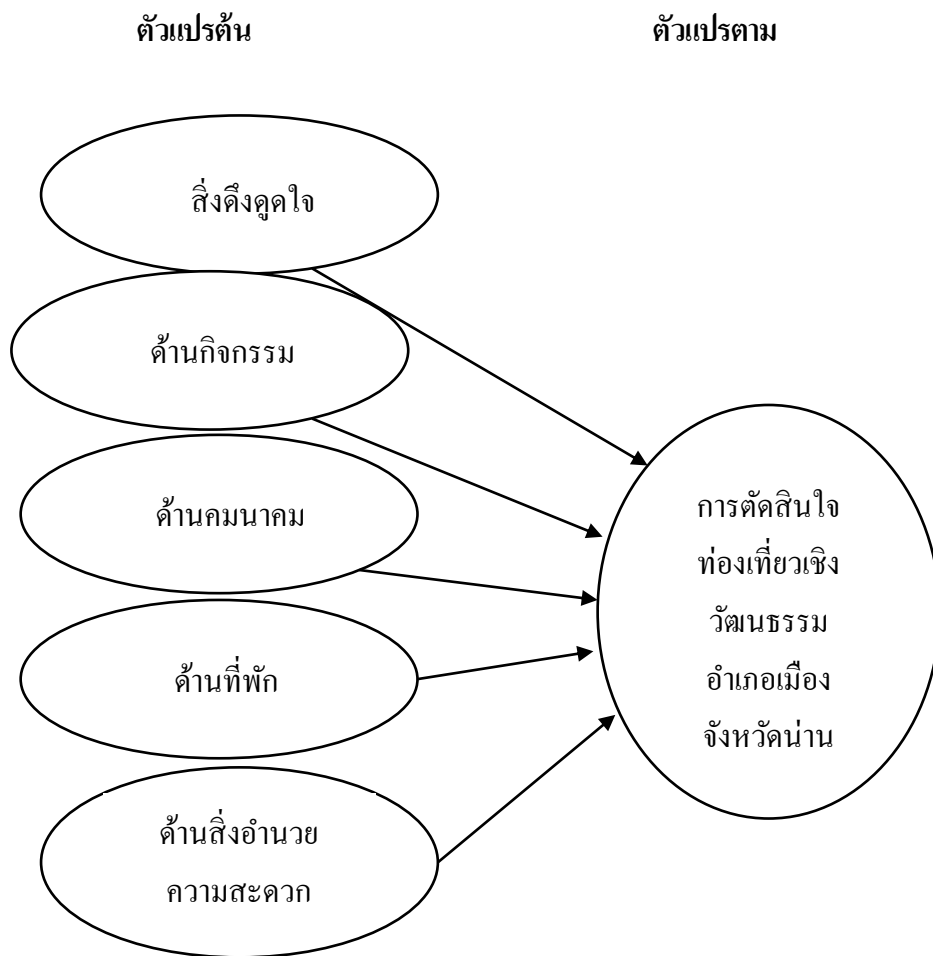 ตัวแปรต้น
ตัวแปรตาม
สิ่งดึงดูดใจ
ด้านกิจกรรม
ด้านคมนาคม
ด้านที่พัก
ด้านสิ่งอำนวย
ความสะดวก
การตัดสินใจ
ท่องเที่ยวเชิง
วัฒนธรรม
อำเภอเมือง
จังหวัดน่าน